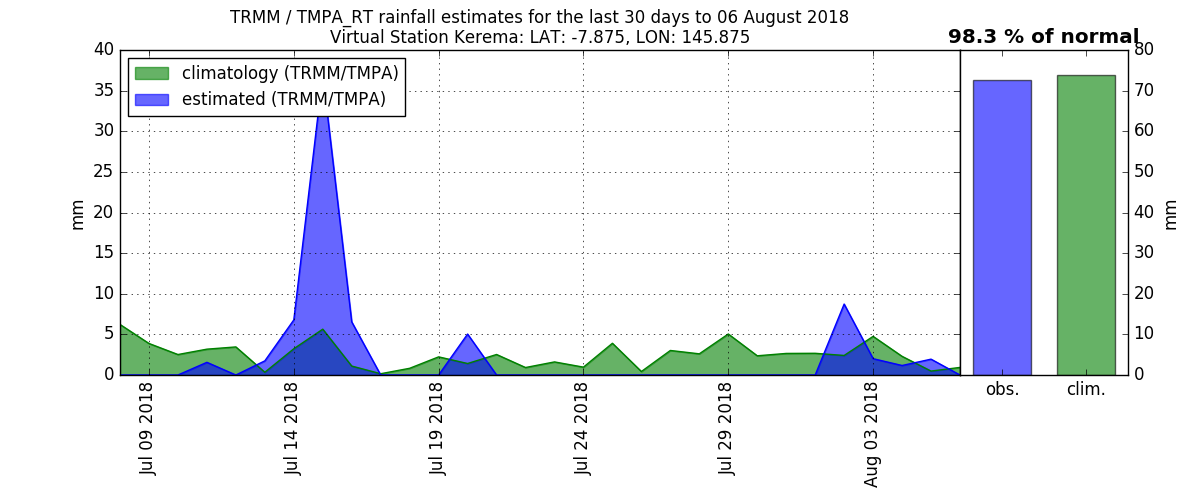 TRMM / TMPA_RT rainfall estimates for the last 30 days to 06 August 2018
Virtual Station Kerema: LAT: -7.875, LON: 145.875
98.3 % of normal
climatology (TRMM/TMPA)
estimated (TRMM/TMPA)
40
35
30
25
20
15
10
5
0
mm
80
70
60
50
40
30
20
10
0
mm
Jul 09 2018
Jul 14 2018
Jul 19 2018
Jul 24 2018
Jul 29 2018
Aug 03 2018
obs.
clim.